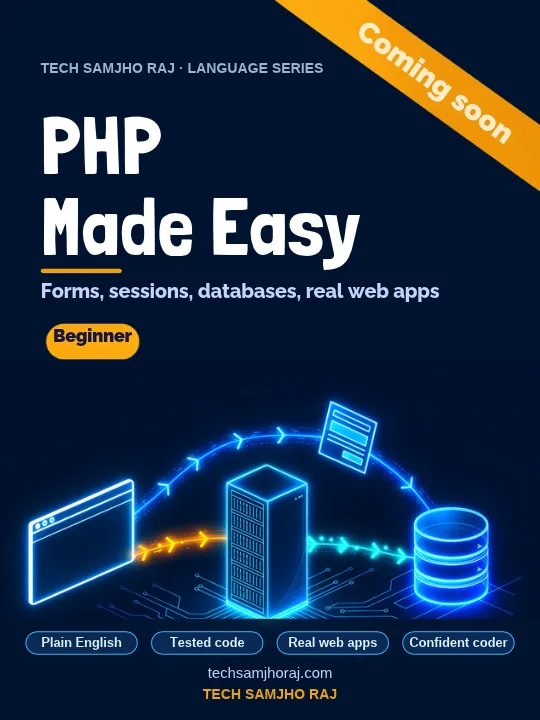 Coming soon
TECH SAMJHO RAJ · LANGUAGE SERIES
PHP
Made Easy
Forms, sessions, databases, real web apps
Beginner
Plain English
Tested code
Real web apps
Confident coder
techsamjhoraj.com
TECH SAMJHO RAJ